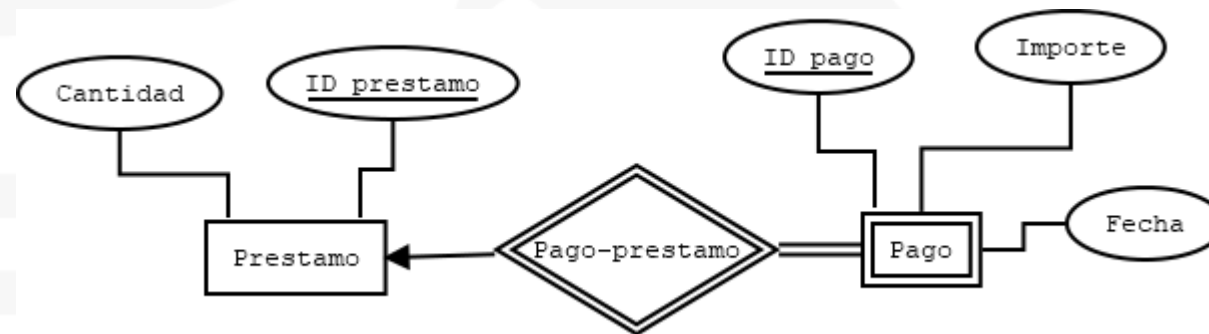 Cantidad
ID prestamo
ID pago
Importe
Prestamo
Pago-prestamo
Pago
Fecha